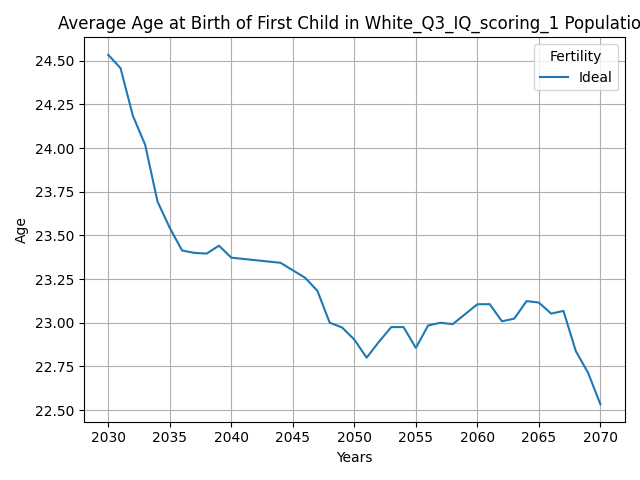 Average Age at Birth of First Child in White_Q3_IQ_scoring_1 Populatio
Fertility
Ideal
24.50
24.25
24.00
23.75
23.50
23.25
23.00
22.75
22.50
Age
2030 2035 2040 2045 2050 2055 2060 2065 2070
Years